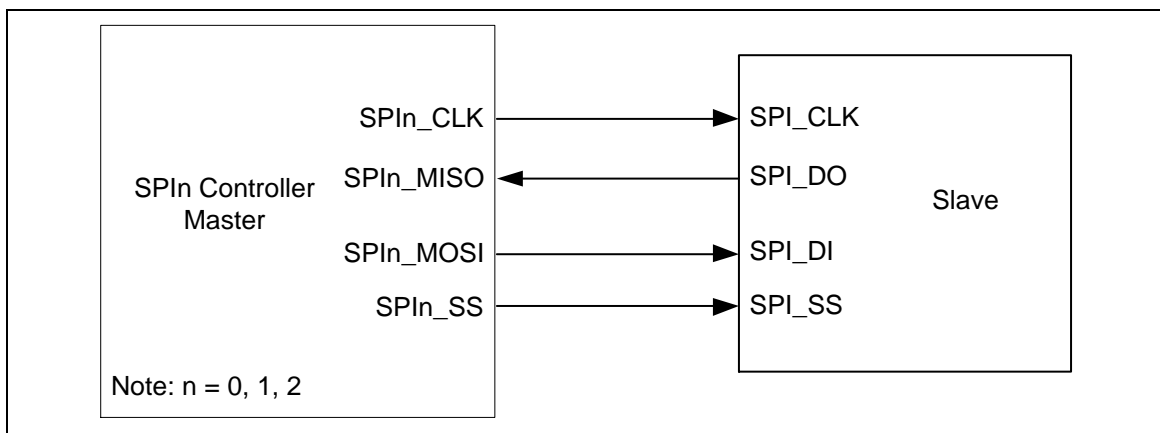 SPIn_CLK
SPI_CLK
SPIn Controller
Master
SPIn_MISO
SPI_DO
Slave
SPIn_MOSI
SPI_DI
SPIn_SS
SPI_SS
Note: n = 0, 1, 2